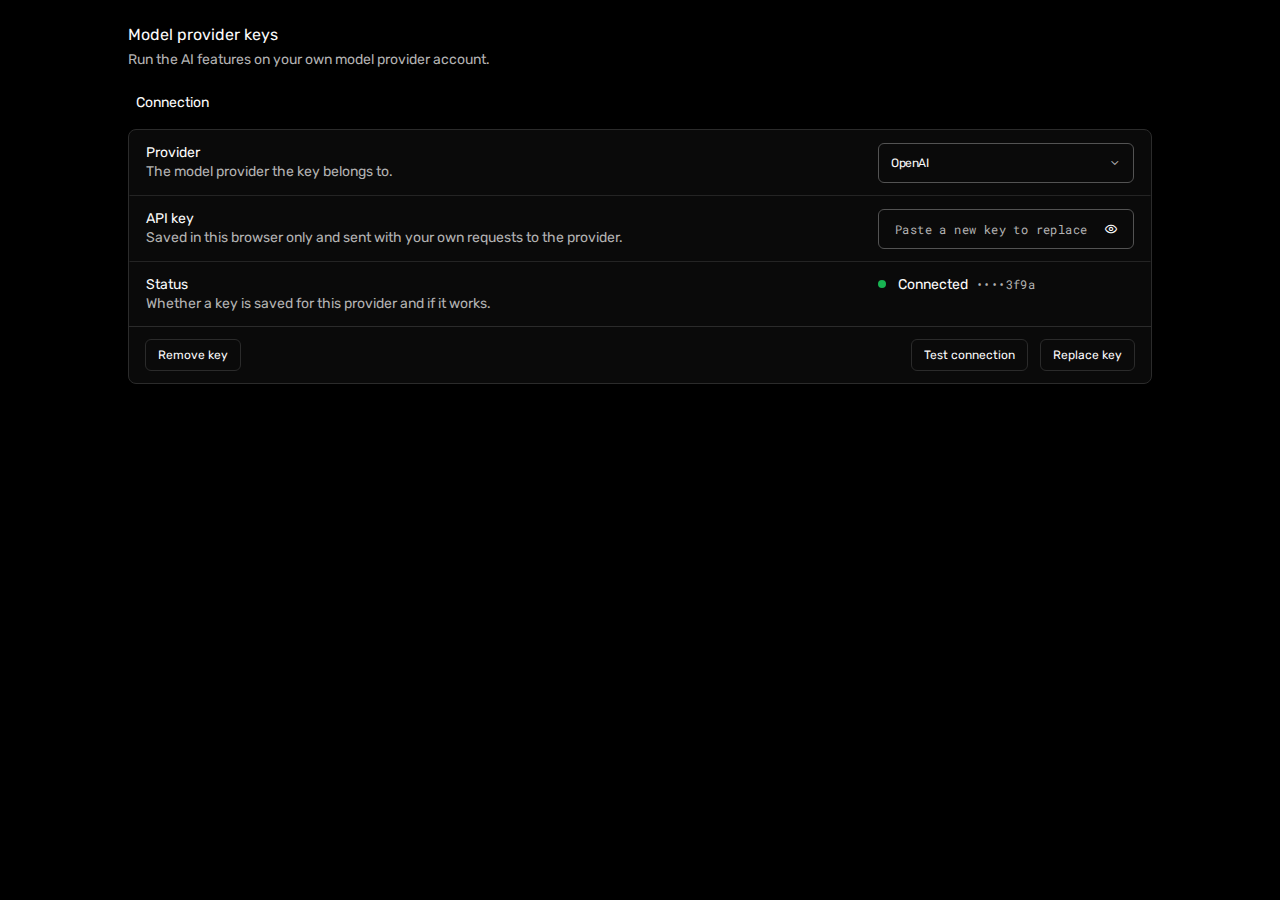 Model provider keys
Run the AI features on your own model provider account.
Connection
Provider
The model provider the key belongs to.
OpenAI
API key
Saved in this browser only and sent with your own requests to the provider.
Paste a new key to replace
Status
Whether a key is saved for this provider and if it works.
Connected ••••3f9a
Remove key
Test connection
Replace key